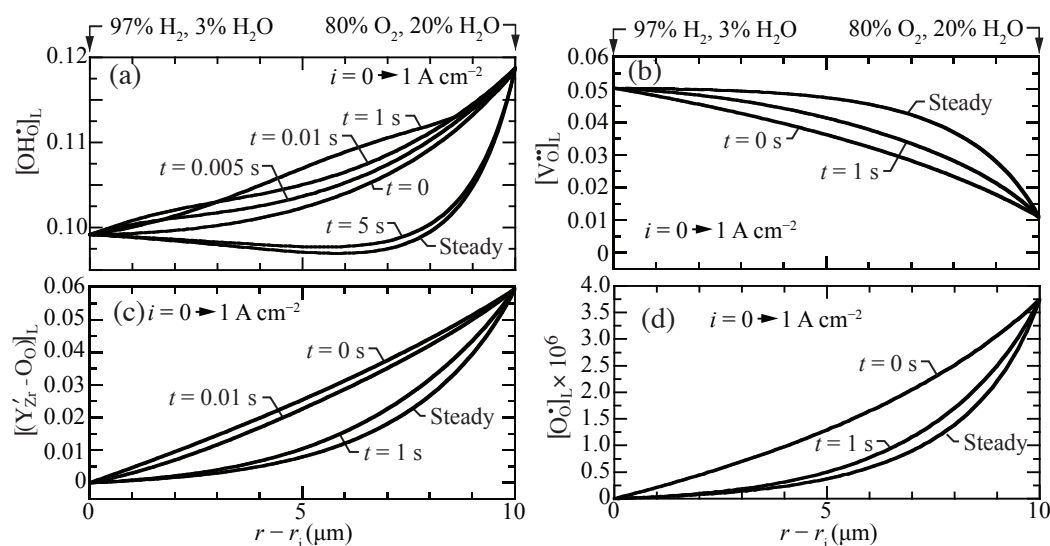 97% H₂, 3% H₂O
80% O₂, 20% H₂O
(a)
i = 0 → 1 A cm⁻²
t = 1 s
t = 0.01 s
t = 0.005 s
t = 0
t = 5 s
Steady
0.12
0.11
0.10
[OH•O]L
97% H₂, 3% H₂O
80% O₂, 20% H₂O
(b)
Steady
t = 0 s
t = 1 s
i = 0 → 1 A cm⁻²
0.06
0.05
0.04
0.03
0.02
0.01
0
[V••O]L
(c)
i = 0 → 1 A cm⁻²
t = 0 s
t = 0.01 s
Steady
t = 1 s
0.06
0.05
0.04
0.03
0.02
0.01
0.00
[(Y′Zr - OO)]L
0
5
10
r − ri (μm)
(d)
i = 0 → 1 A cm⁻²
t = 0 s
t = 1 s
Steady
3.5
3.0
2.5
2.0
1.5
1.0
0.5
0
[O•O]L × 10⁶
0
5
10
r − ri (μm)